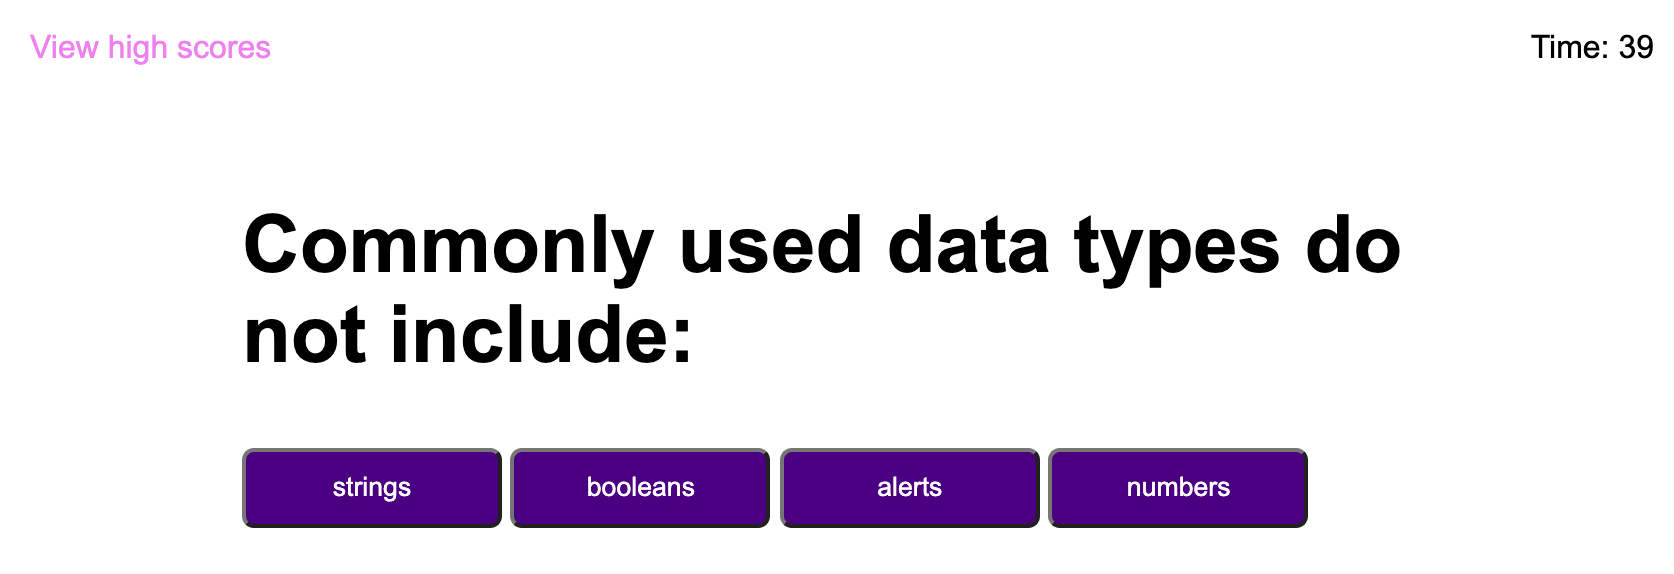 View high scores
Time: 39
Commonly used data types do
not include:
strings
booleans
alerts
numbers